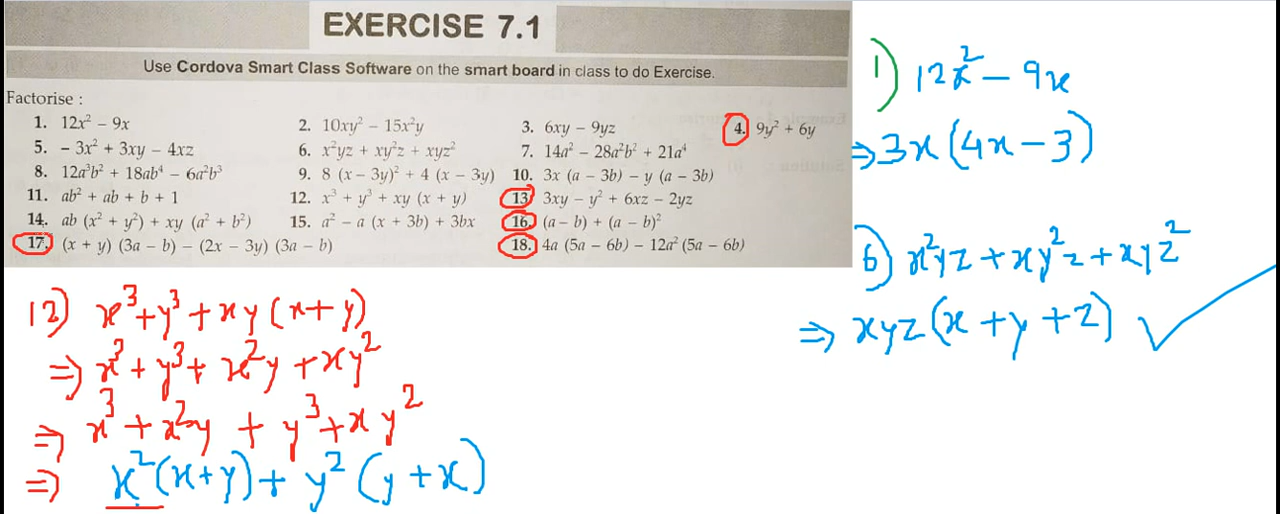 EXERCISE 7.1
Use Cordova Smart Class Software on the smart board in class to do Exercise.
Factorise :
1. 12x² – 9x
2. 10xy² – 15x²y
3. 6xy – 9yz
4. 9y² + 6y
5. – 3x² + 3xy – 4xz
6. x²yz + xy²z + xyz²
7. 14a² – 28a²b² + 21a⁴
8. 12a³b² + 18ab⁴ – 6a²b³
9. 8 (x – 3y)² + 4 (x – 3y)
10. 3x (a – 3b) – y (a – 3b)
11. ab² + ab + b + 1
12. x³ + y³ + xy (x + y)
13. 3xy – y² + 6xz – 2yz
14. ab (x² + y²) + xy (a² + b²)
15. a² – a (x + 3b) + 3bx
16. (a – b) + (a – b)²
17. (x + y) (3a – b) – (2x – 3y) (3a – b)
18. 4a (5a – 6b) – 12a² (5a – 6b)
1) 12x² – 9x
⇒ 3x (4x – 3)
6) x²yz + xy²z + xyz²
⇒ xyz (x + y + z)
12) x³ + y³ + xy (x + y)
⇒ x³ + y³ + x²y + xy²
⇒ x³ + x²y + y³ + xy²
⇒ x² (x + y) + y² (y + x)